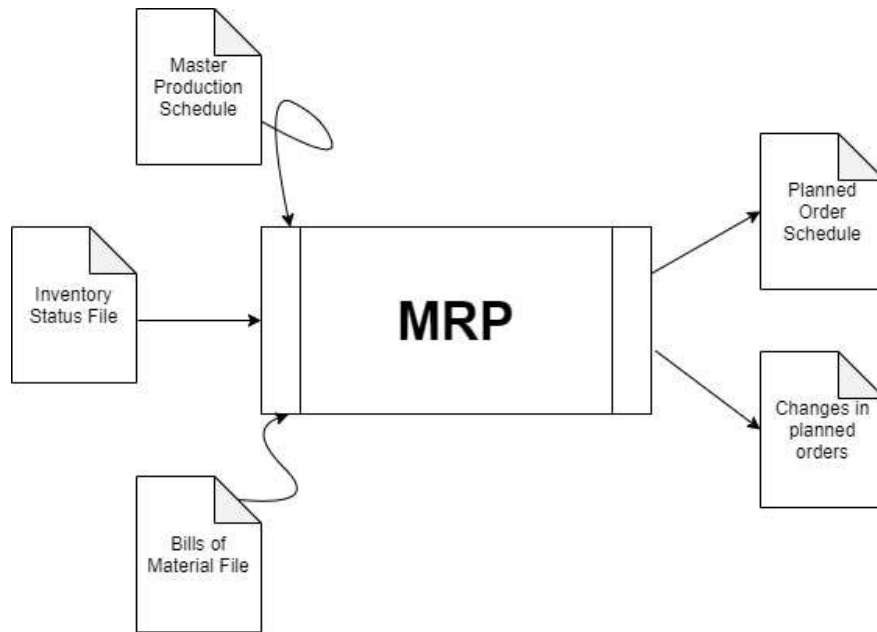 Master
Production
Schedule
Inventory
Status File
MRP
Planned
Order
Schedule
Changes in
planned
orders
Bills of
Material File